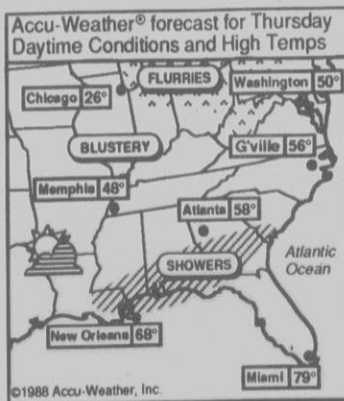 Accu-Weather® forecast for Thursday
Daytime Conditions and High Temps
FLURRIES
Washington 50°
Chicago 26°
BLUSTERY
G'ville 56°
Memphis 48°
Atlanta 58°
Atlantic
Ocean
SHOWERS
New Orleans 68°
Miami 79°
©1988 Accu-Weather, Inc.